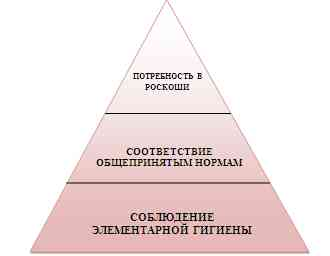 ПОТРЕБНОСТЬ В
РОСКОШИ
СООТВЕТСТВИЕ
ОБЩЕПРИНЯТЫМ НОРМАМ
СОБЛЮДЕНИЕ
ЭЛЕМЕНТАРНОЙ ГИГИЕНЫ